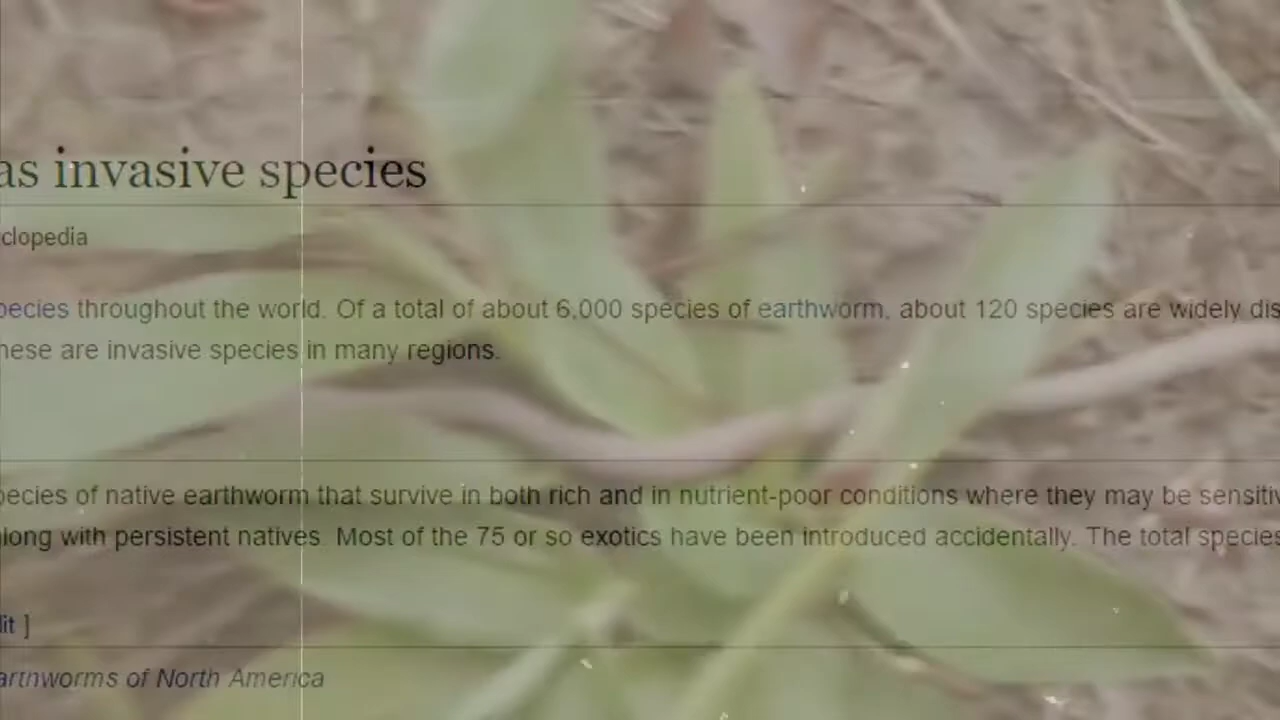 as invasive species
clopedia
pecies throughout the world. Of a total of about 6,000 species of earthworm, about 120 species are widely dis
hese are invasive species in many regions.
pecies of native earthworm that survive in both rich and in nutrient-poor conditions where they may be sensitiv
long with persistent natives. Most of the 75 or so exotics have been introduced accidentally. The total species
lit ]
arthworms of North America